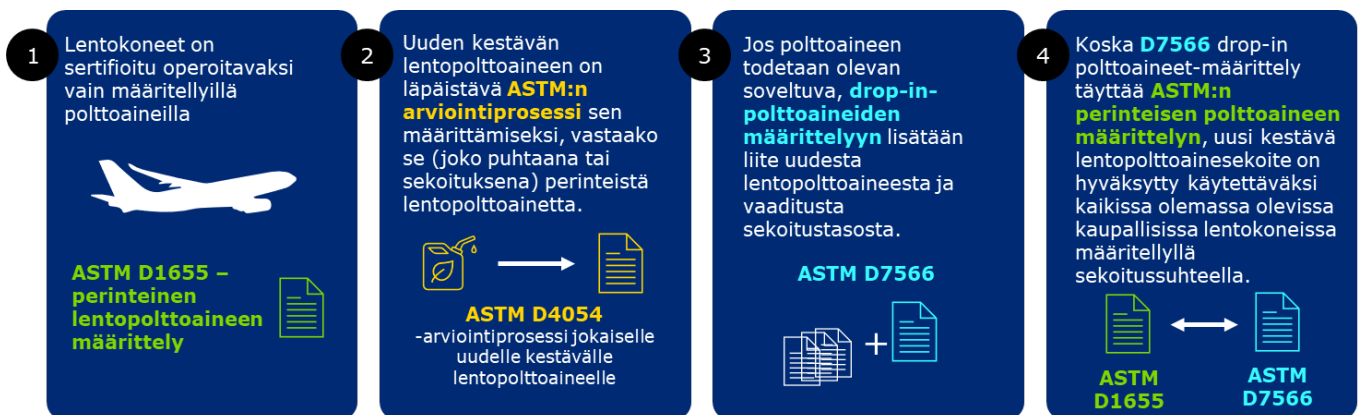 1
Lentokoneet on
sertifioitu operoitavaksi
vain määritellyillä
polttoaineilla
ASTM D1655 –
perinteinen
lentopolttoaineen
määrittely
2
Uuden kestävän
lentopolttoaineen on
läpäistävä ASTM:n
arviointiprosessi sen
määrittämiseksi, vastaako
se (joko puhtaana tai
sekoituksena) perinteistä
lentopolttoainetta.
ASTM D4054
-arviointiprosessi jokaiselle
uudelle kestävälle
lentopolttoaineelle
3
Jos polttoaineen
todetaan olevan
soveltuva, drop-in-
polttoaineiden
määrittelyyn lisätään
liite uudesta
lentopolttoaineesta ja
vaaditusta
sekoitustasosta.
ASTM D7566
+
4
Koska D7566 drop-in
polttoaineet-määrittely
täyttää ASTM:n
perinteisen polttoaineen
määrittelyn, uusi kestävä
lentopolttoainesekoite on
hyväksytty käytettäväksi
kaikissa olemassa olevissa
kaupallisissa lentokoneissa
määritellyllä
sekoitussuhteella.
ASTM
D1655
ASTM
D7566